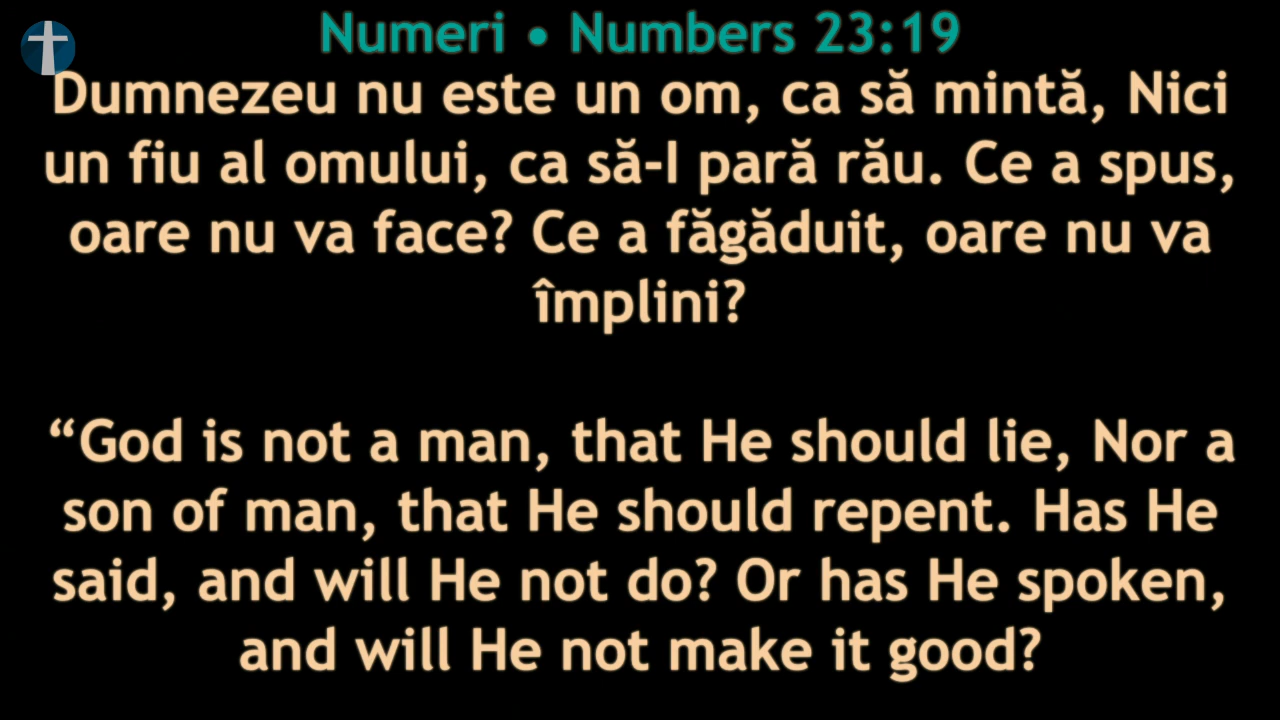 Numeri • Numbers 23:19
Dumnezeu nu este un om, ca să mintă, Nici
un fiu al omului, ca să-I pară rău. Ce a spus,
oare nu va face? Ce a făgăduit, oare nu va
împlini?
“God is not a man, that He should lie, Nor a
son of man, that He should repent. Has He
said, and will He not do? Or has He spoken,
and will He not make it good?